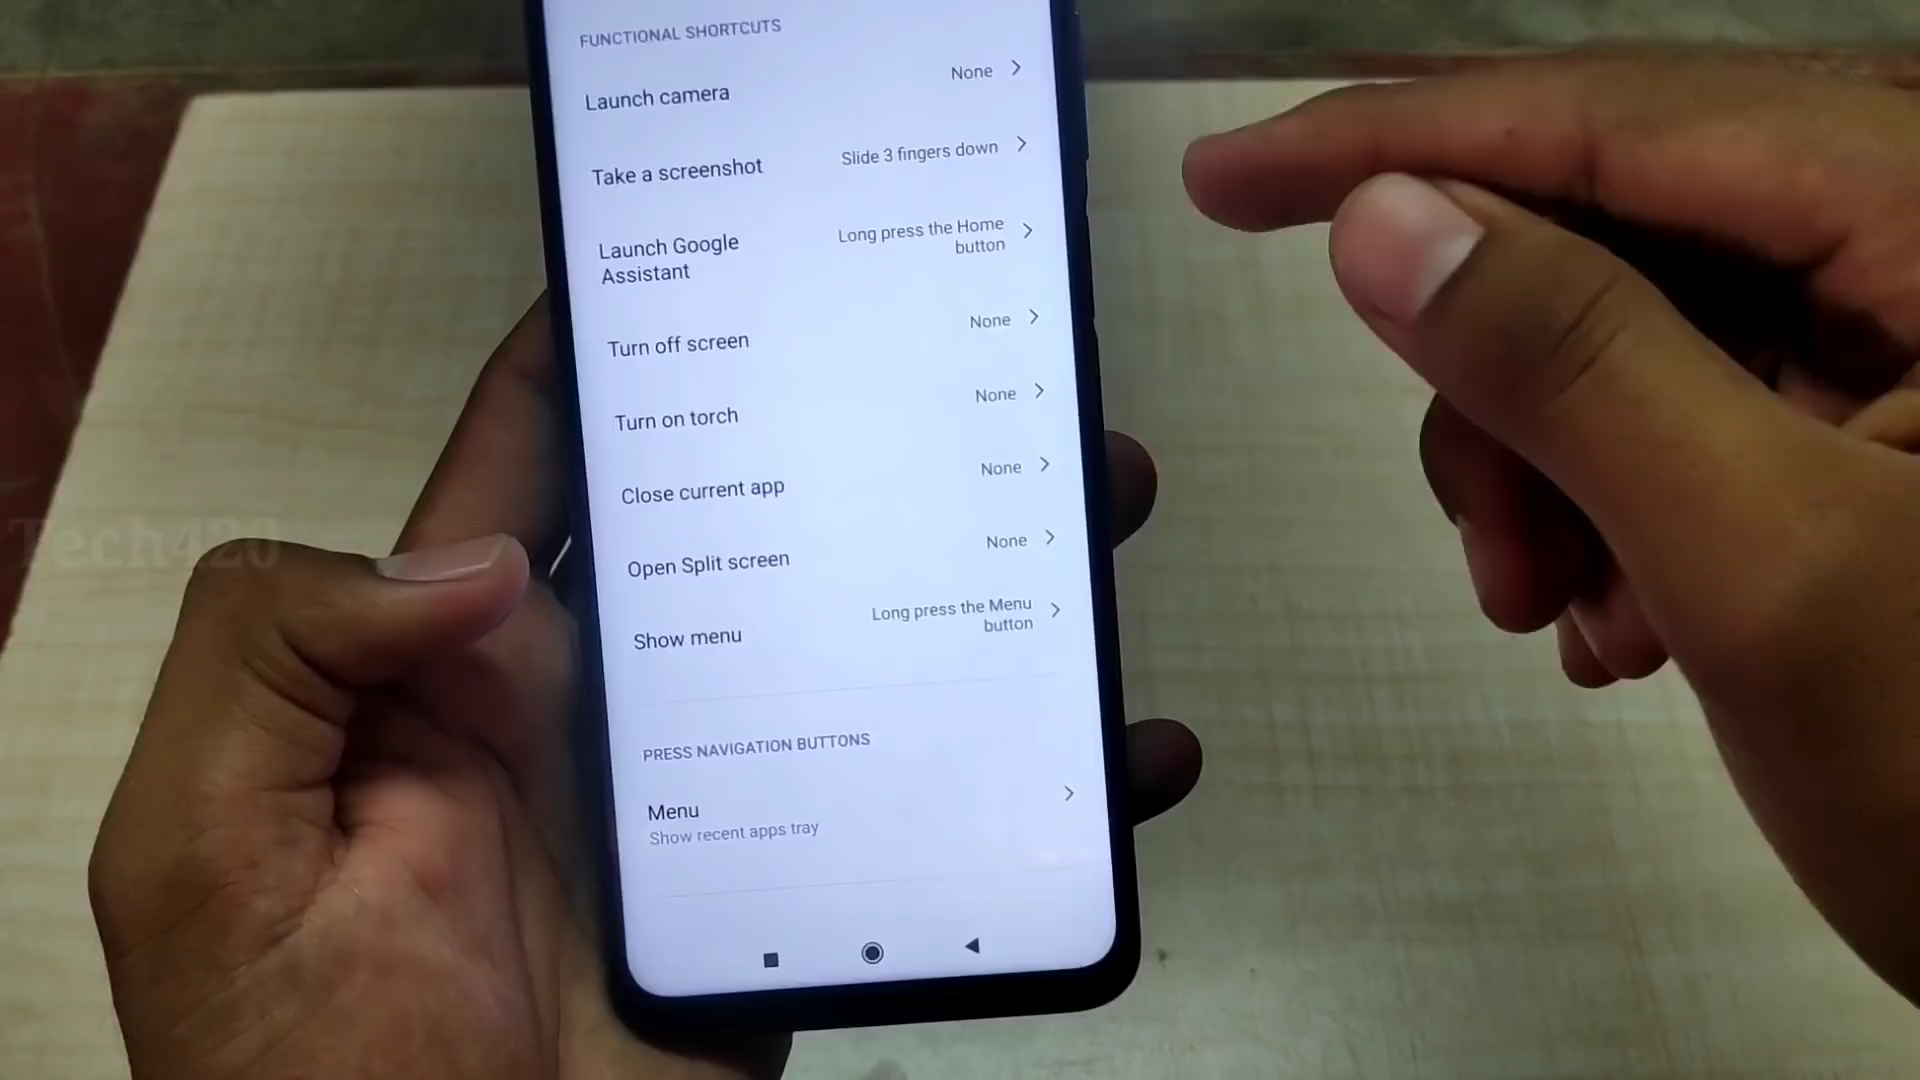 FUNCTIONAL SHORTCUTS
Launch camera
None
Take a screenshot
Slide 3 fingers down
Launch Google
Assistant
Long press the Home
button
Turn off screen
None
Turn on torch
None
Close current app
None
Open Split screen
None
Show menu
Long press the Menu
button
PRESS NAVIGATION BUTTONS
Menu
Show recent apps tray
Tech420